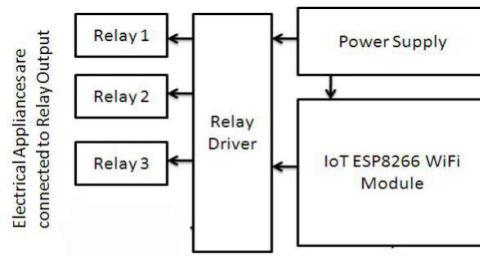 Electrical Appliances are
connected to Relay Output
Relay 1
Relay 2
Relay 3
Relay
Driver
Power Supply
IoT ESP8266 WiFi
Module